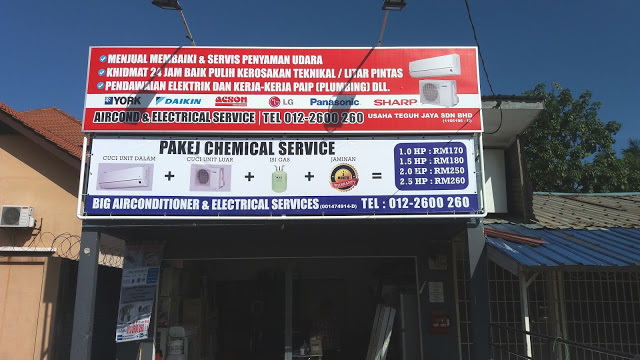 MENJUAL MEMBAIKI & SERVIS PENYAMAN UDARA
KHIDMAT 24 JAM BAIK PULIH KEROSAKAN TEKNIKAL / LITAR PINTAS
PENDAWAIAN ELEKTRIK DAN KERJA-KERJA PAIP (PLUMBING) DLL.
YORK DAIKIN acson LG Panasonic SHARP
AIRCOND & ELECTRICAL SERVICE TEL 012-2600 260 USAHA TEGUH JAYA SDN BHD
PAKEJ CHEMICAL SERVICE
CUCI UNIT DALAM + CUCI UNIT LUAR + ISI GAS + JAMINAN =
1.0 HP : RM170
1.5 HP : RM180
2.0 HP : RM250
2.5 HP : RM260
BIG AIRCONDITIONER & ELECTRICAL SERVICES (001474914-D) TEL : 012-2600 260